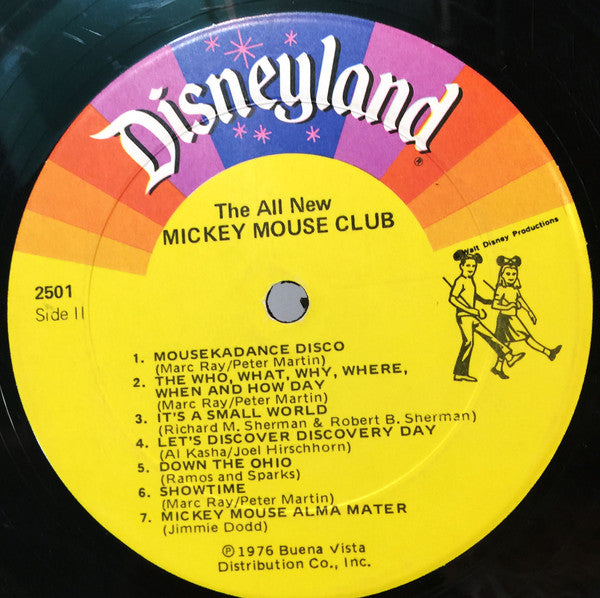 Disneyland®
The All New
MICKEY MOUSE CLUB
Walt Disney Productions
2501
Side II
1. MOUSEKADANCE DISCO
(Marc Ray/Peter Martin)
2. THE WHO, WHAT, WHY, WHERE,
WHEN AND HOW DAY
(Marc Ray/Peter Martin)
3. IT'S A SMALL WORLD
(Richard M. Sherman & Robert B. Sherman)
4. LET'S DISCOVER DISCOVERY DAY
(Al Kasha/Joel Hirschhorn)
5. DOWN THE OHIO
(Ramos and Sparks)
6. SHOWTIME
(Marc Ray/Peter Martin)
7. MICKEY MOUSE ALMA MATER
(Jimmie Dodd)
℗ 1976 Buena Vista
Distribution Co., Inc.